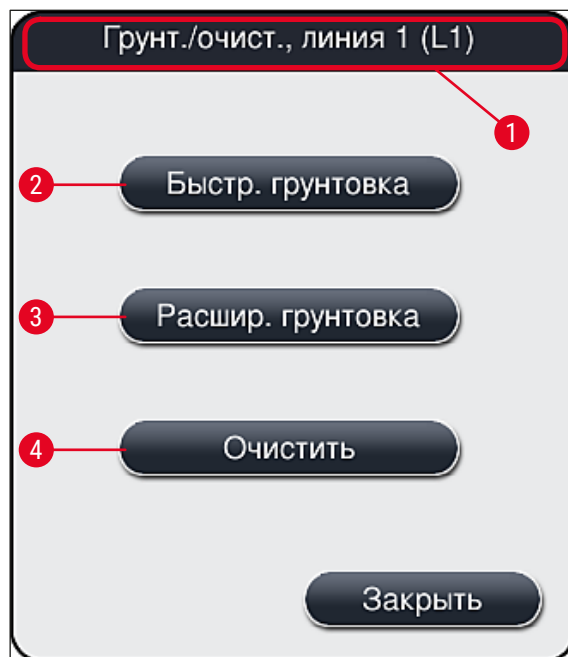 Грунт./очист., линия 1 (L1)
1
2 Быстр. грунтовка
3 Расшир. грунтовка
4 Очистить
Закрыть